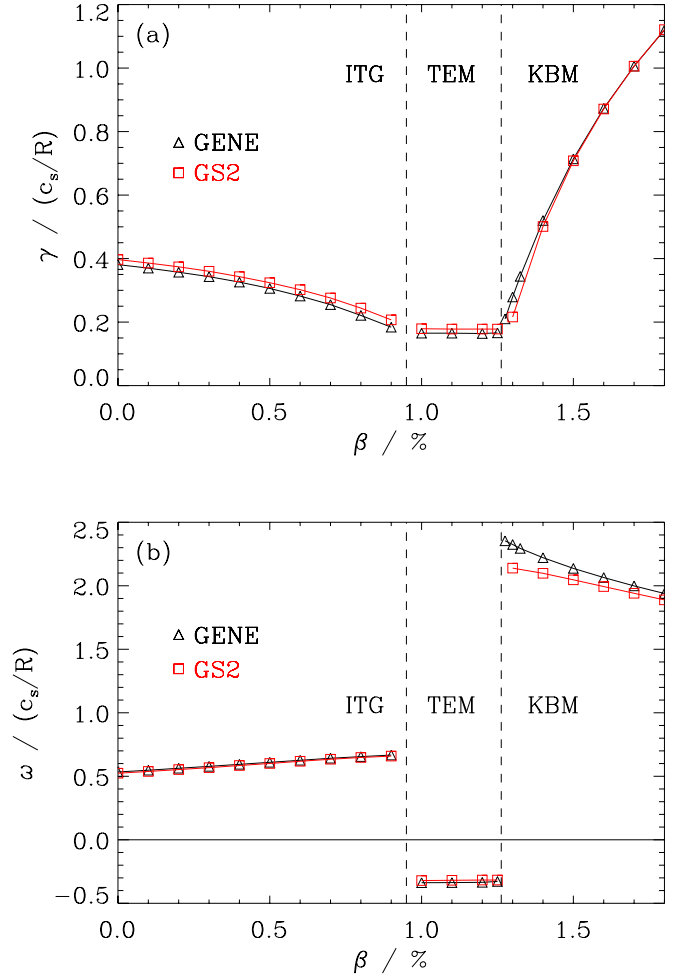 (a)
ITG TEM KBM
GENE
GS2
γ / (c_s/R)
1.2
1.0
0.8
0.6
0.4
0.2
0.0
0.0 0.5 1.0 1.5
β / %
(b)
GENE
GS2
ITG TEM KBM
ω / (c_s/R)
2.5
2.0
1.5
1.0
0.5
0.0
−0.5
0.0 0.5 1.0 1.5
β / %